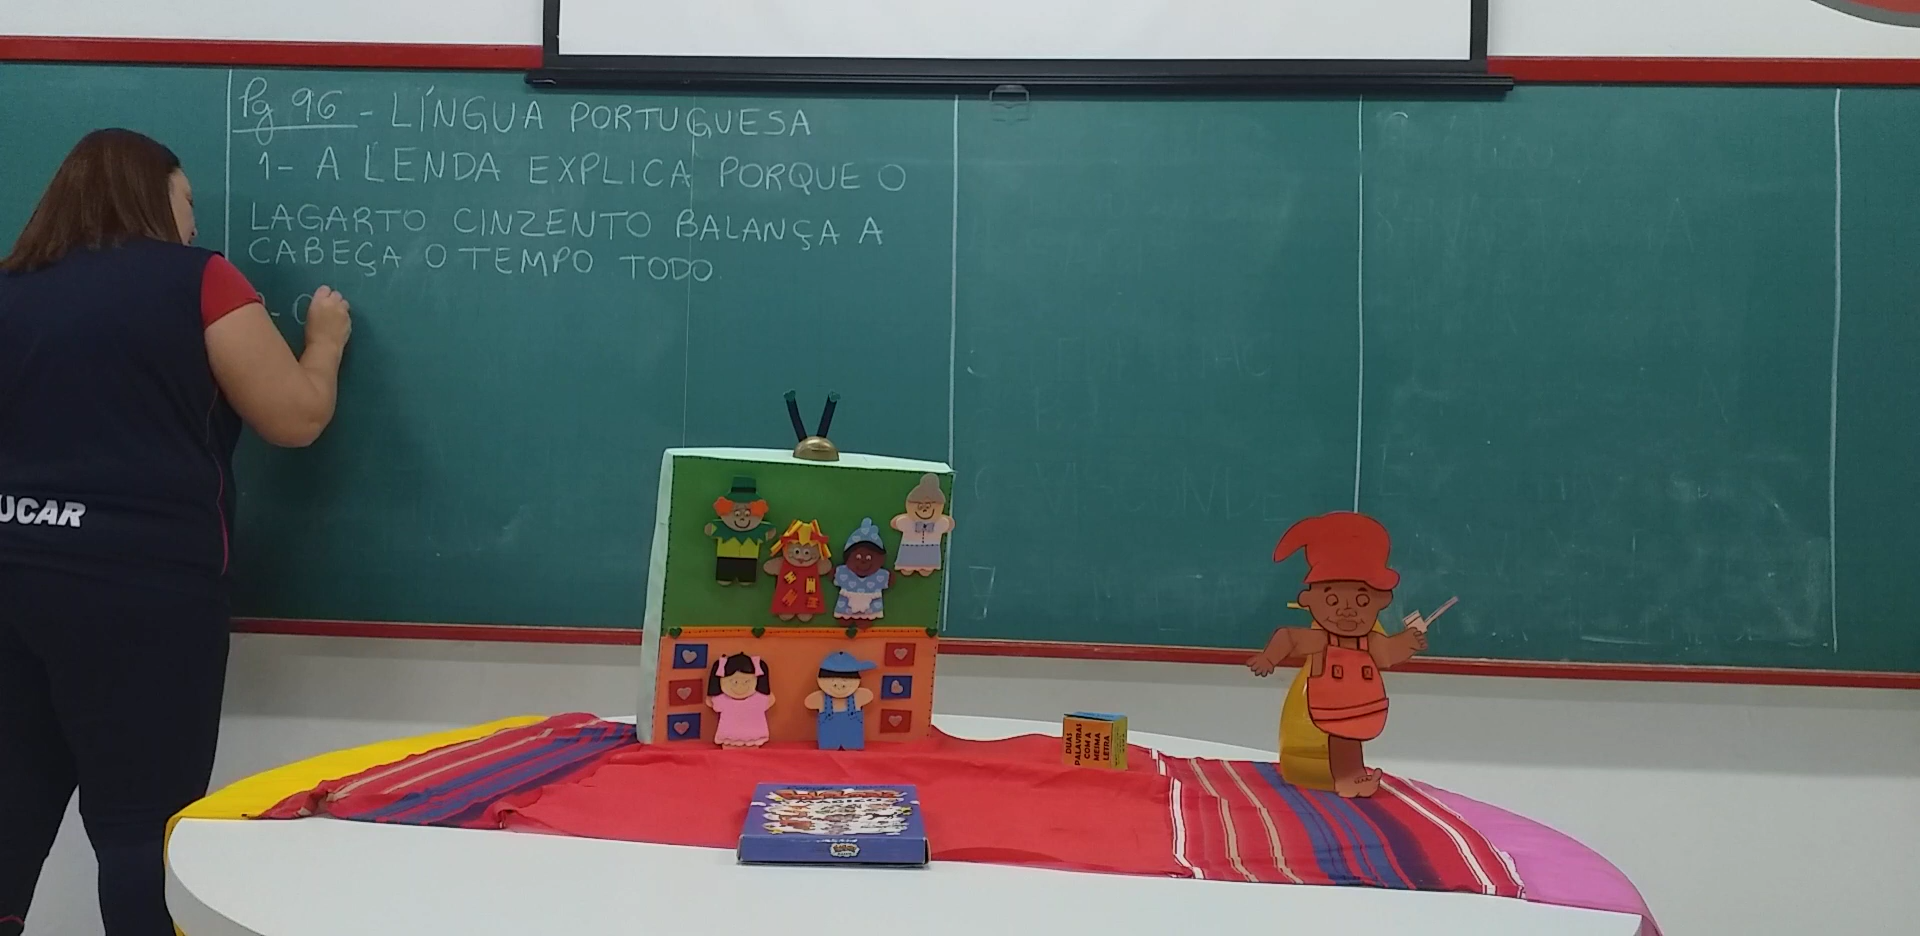 Pg 96 - LÍNGUA PORTUGUESA
1- A LENDA EXPLICA PORQUE O
LAGARTO CINZENTO BALANÇA A
CABEÇA O TEMPO TODO.
UCAR
DUAS
PALAVRAS
COM A
MESMA
LETRA
MÁGICO